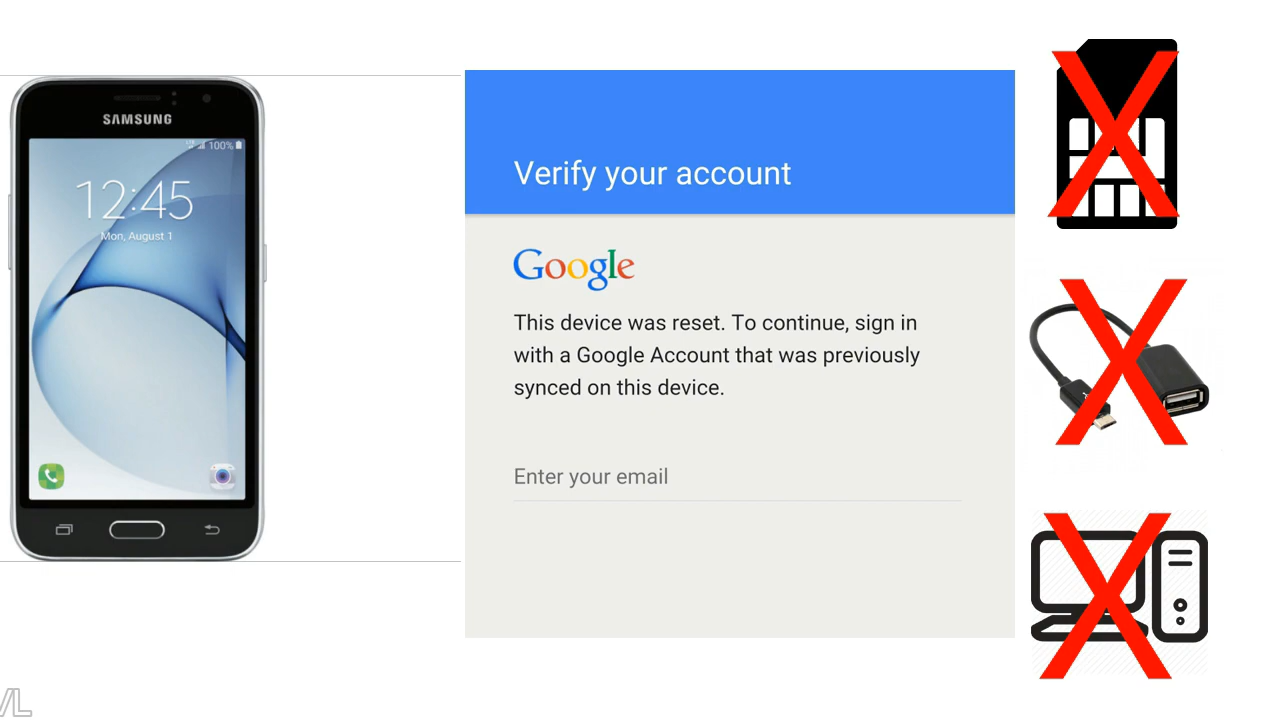 SAMSUNG
100%
12:45
Mon, August 1
Verify your account
Google
This device was reset. To continue, sign in
with a Google Account that was previously
synced on this device.
Enter your email